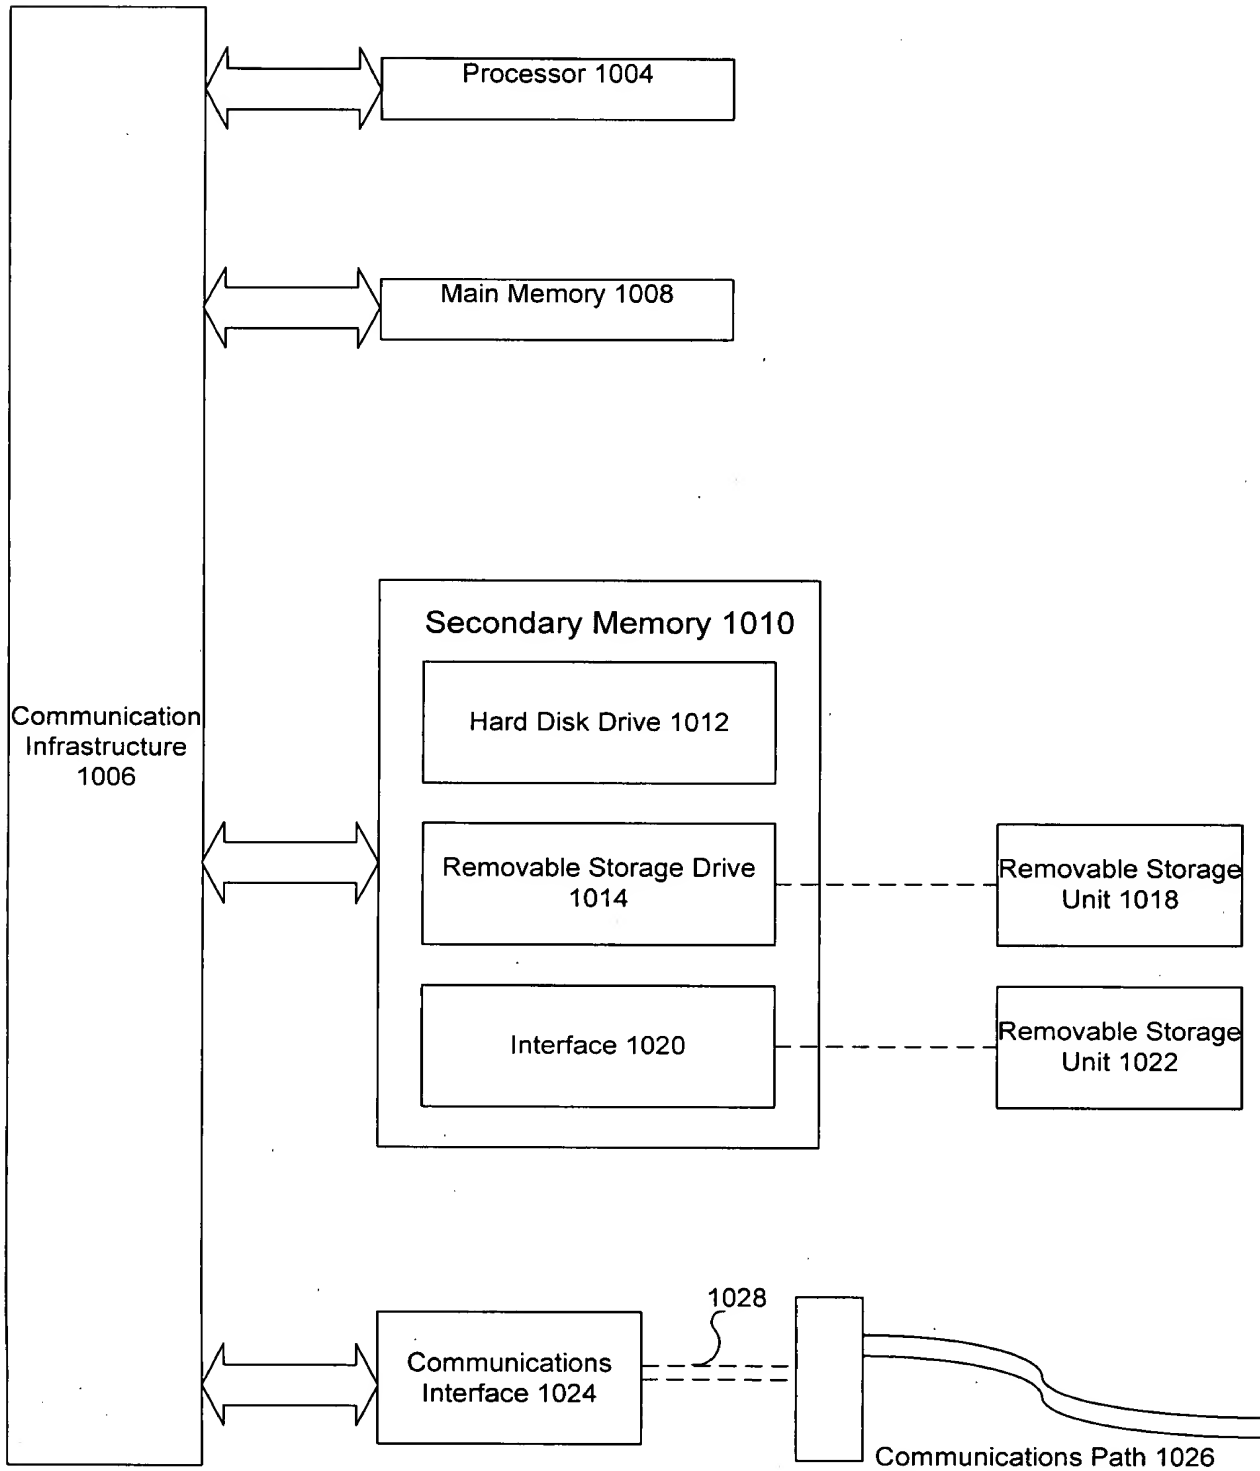 Processor 1004
Main Memory 1008
Secondary Memory 1010
Hard Disk Drive 1012
Communication
Infrastructure
1006
Removable Storage Drive
1014
Removable Storage
Unit 1018
Interface 1020
Removable Storage
Unit 1022
1028
Communications
Interface 1024
Communications Path 1026